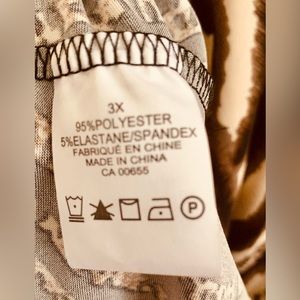 3X
95%POLYESTER
5%ELASTANE/SPANDEX
FABRIQUÉ EN CHINE
MADE IN CHINA
CA 00655
P